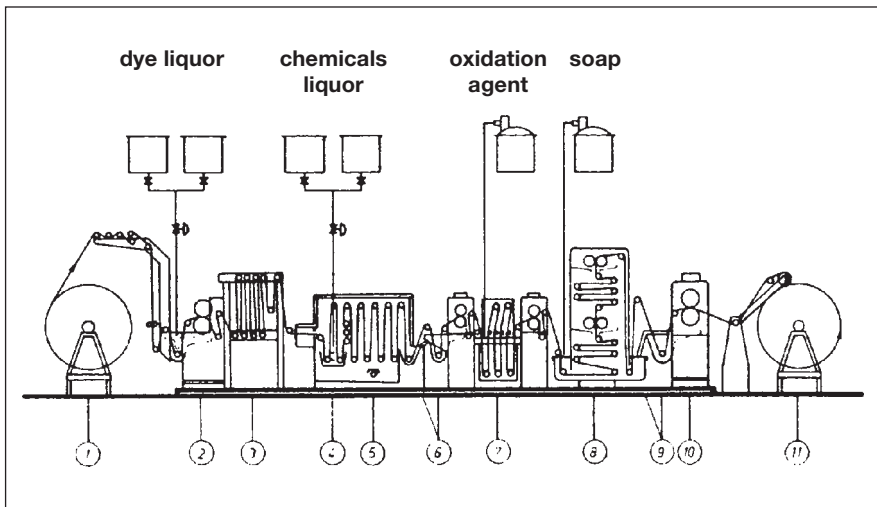 dye liquor
chemicals
liquor
oxidation
agent
soap
1 2 3 4 5 6 7 8 9 10 11